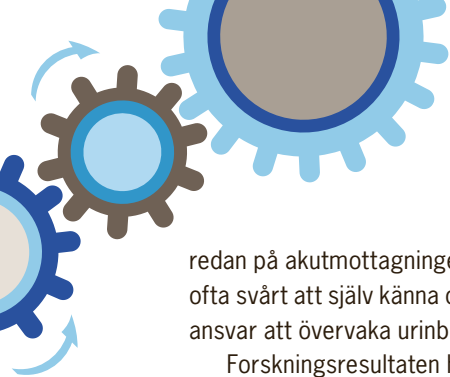 redan på akutmottagninge
ofta svårt att själv känna
ansvar att övervaka urinb
Forskningsresultaten